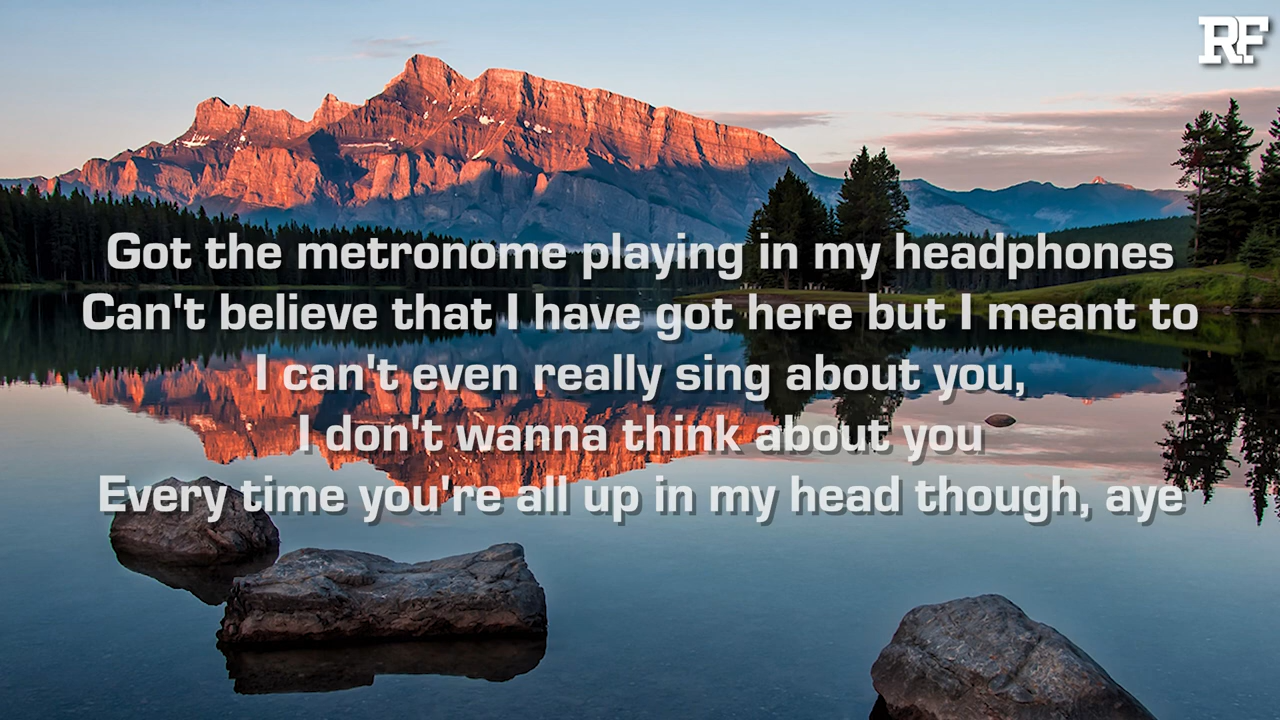 RF
Got the metronome playing in my headphones
Can't believe that I have got here but I meant to
I can't even really sing about you,
I don't wanna think about you
Every time you're all up in my head though, aye